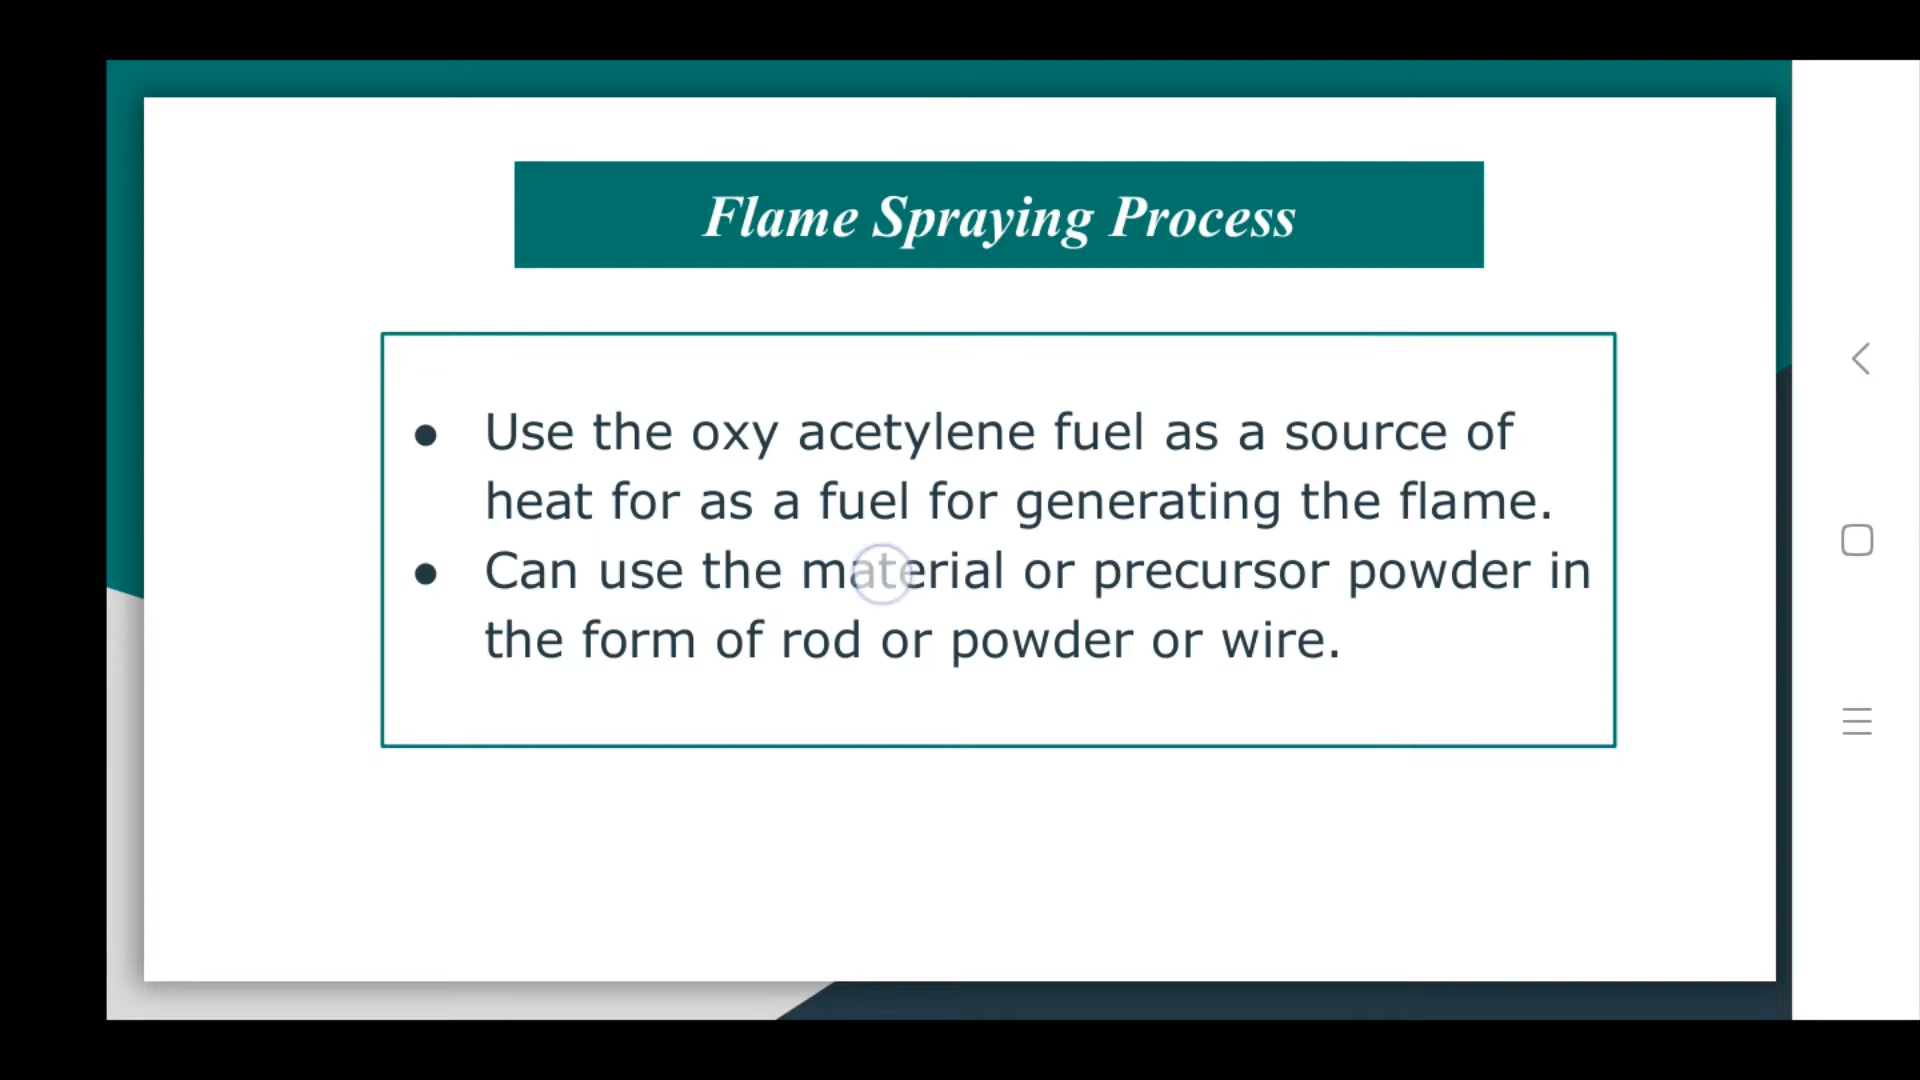 Flame Spraying Process
● Use the oxy acetylene fuel as a source of
heat for as a fuel for generating the flame.
● Can use the material or precursor powder in
the form of rod or powder or wire.